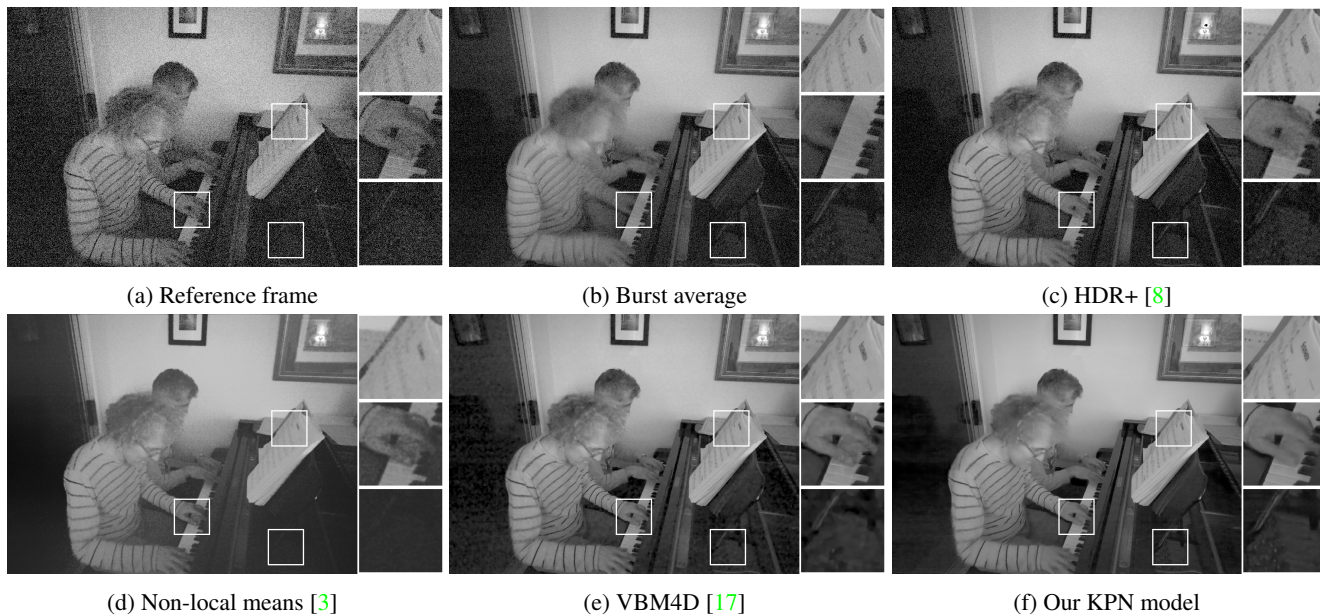 (a) Reference frame
(b) Burst average
(c) HDR+ [8]
(d) Non-local means [3]
(e) VBM4D [17]
(f) Our KPN model